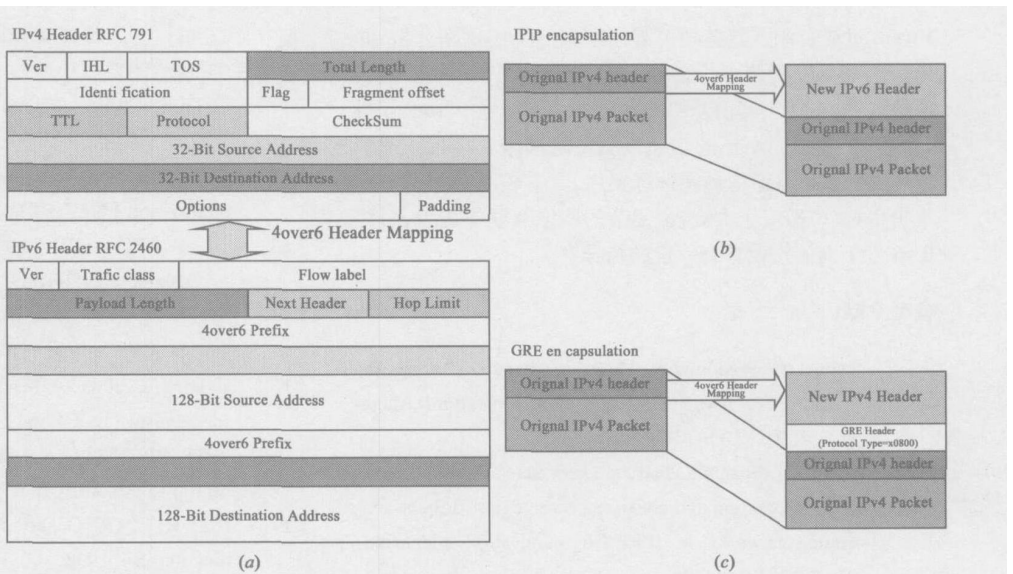 IPv4 Header RFC 791
Ver IHL TOS Total Length
Identi fication Flag Fragment offset
TTL Protocol CheckSum
32-Bit Source Address
32-Bit Destination Address
Options Padding
4over6 Header Mapping
IPv6 Header RFC 2460
Ver Trafic class Flow label
Payload Length Next Header Hop Limit
4over6 Prefix
128-Bit Source Address
4over6 Prefix
128-Bit Destination Address
(a)
IPIP encapsulation
Orignal IPv4 header
Orignal IPv4 Packet
4over6 Header
Mapping
New IPv6 Header
Orignal IPv4 header
Orignal IPv4 Packet
(b)
GRE en capsulation
Orignal IPv4 header
Orignal IPv4 Packet
4over6 Header
Mapping
New IPv4 Header
GRE Header
(Protocol Type=x0800)
Orignal IPv4 header
Orignal IPv4 Packet
(c)